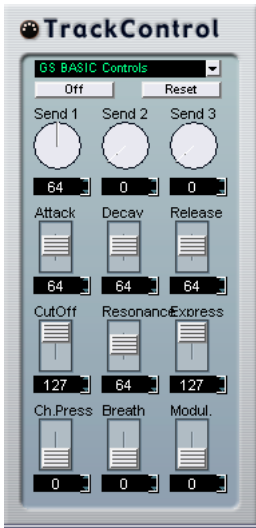 TrackControl
GS BASIC Controls
Off Reset
Send 1 Send 2 Send 3
64 0 0
Attack Decay Release
64 64 64
CutOff Resonance Express
127 64 127
Ch.Press Breath Modul.
0 0 0